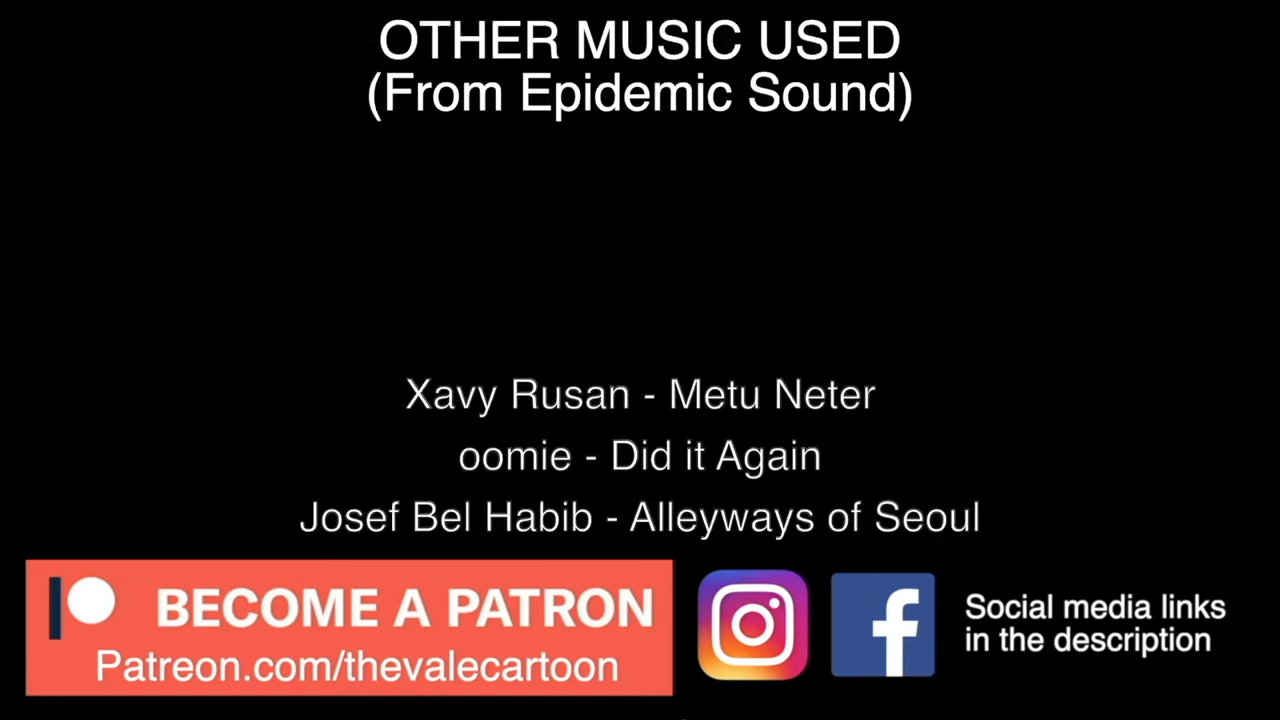 OTHER MUSIC USED
(From Epidemic Sound)
Xavy Rusan - Metu Neter
oomie - Did it Again
Josef Bel Habib - Alleyways of Seoul
BECOME A PATRON
Patreon.com/thevalecartoon
Social media links
in the description